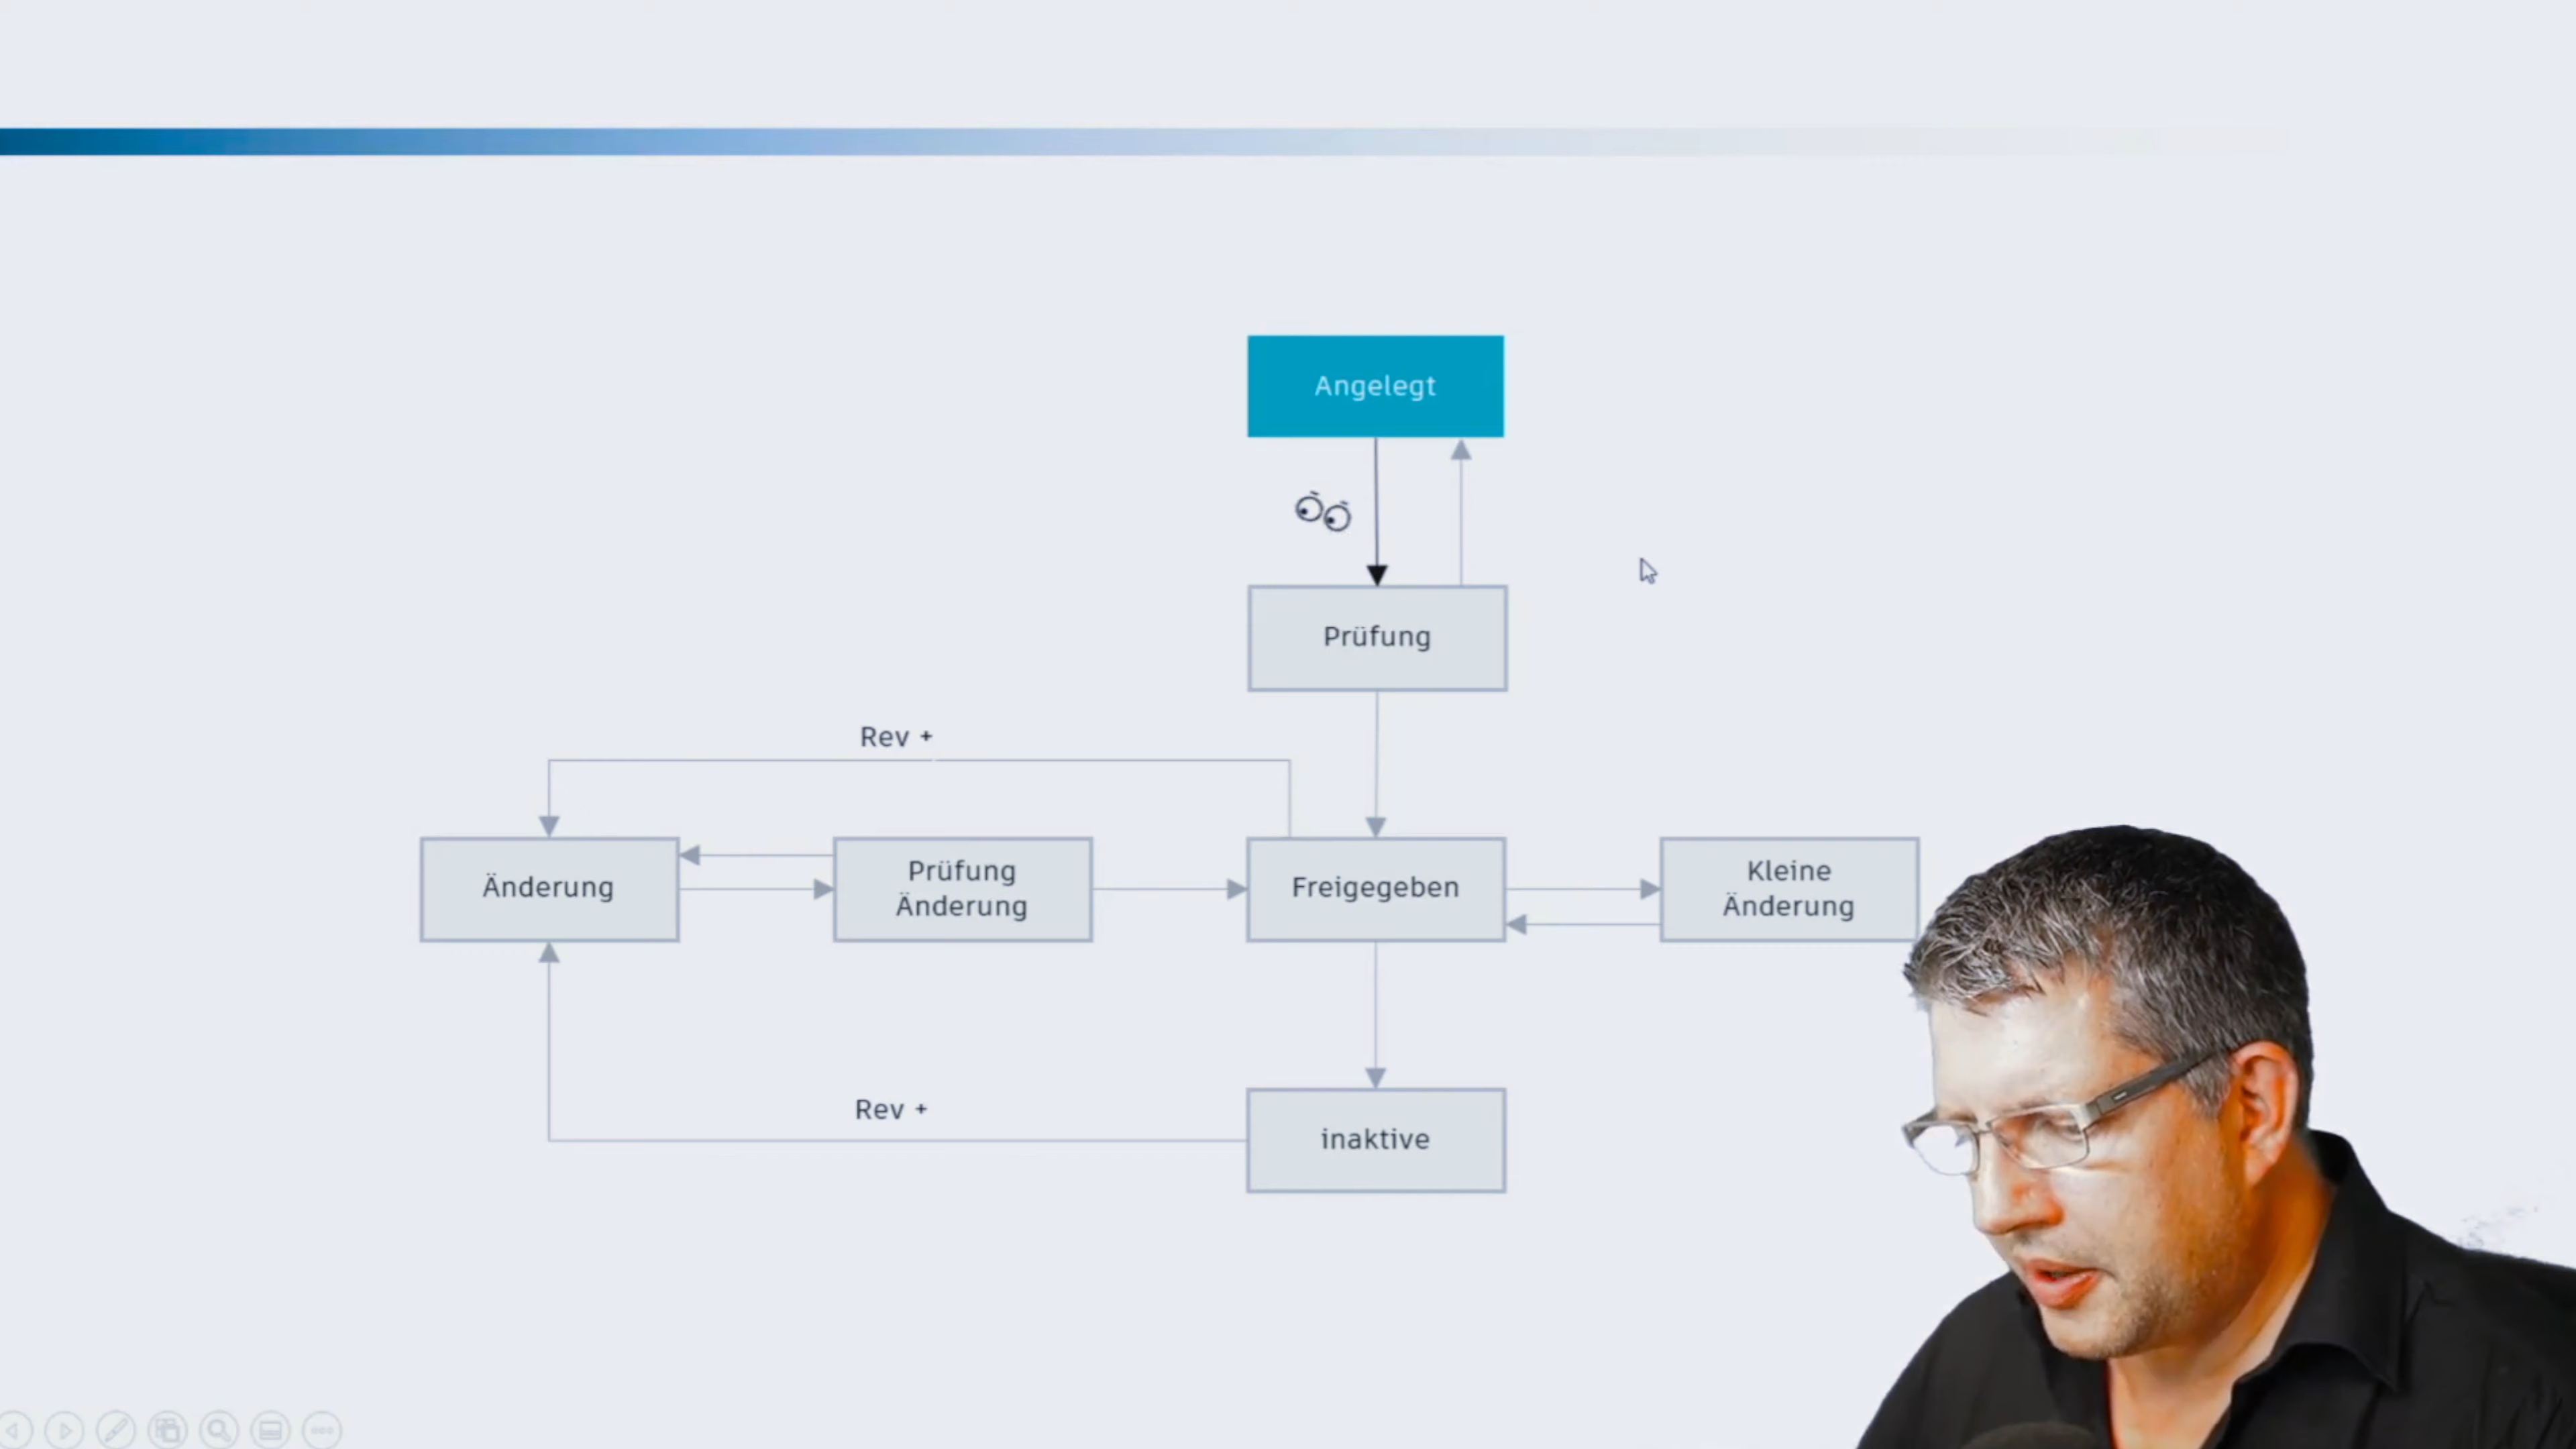 Angelegt
Prüfung
Rev +
Änderung
Prüfung
Änderung
Freigegeben
Kleine
Änderung
Rev +
inaktive